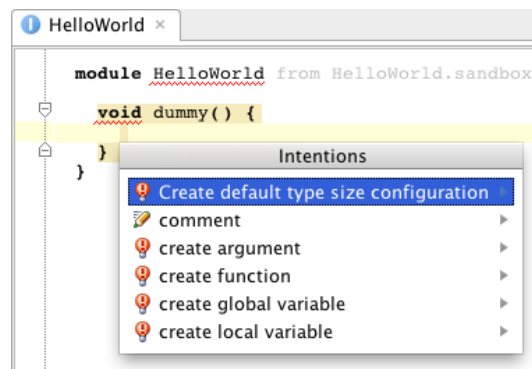 HelloWorld ×
module HelloWorld from HelloWorld.sandbox
void dummy() {
}
}
Intentions
Create default type size configuration
comment
create argument
create function
create global variable
create local variable